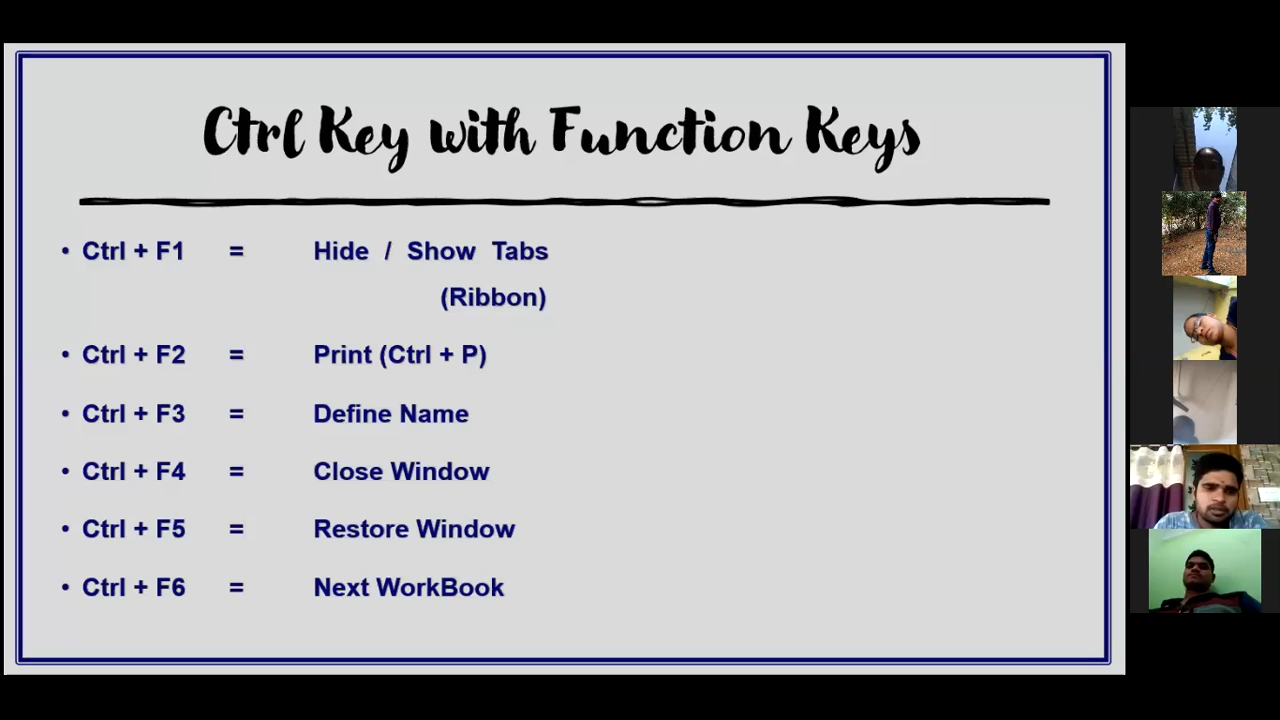 Ctrl Key with Function Keys
• Ctrl + F1 = Hide / Show Tabs
(Ribbon)
• Ctrl + F2 = Print (Ctrl + P)
• Ctrl + F3 = Define Name
• Ctrl + F4 = Close Window
• Ctrl + F5 = Restore Window
• Ctrl + F6 = Next WorkBook